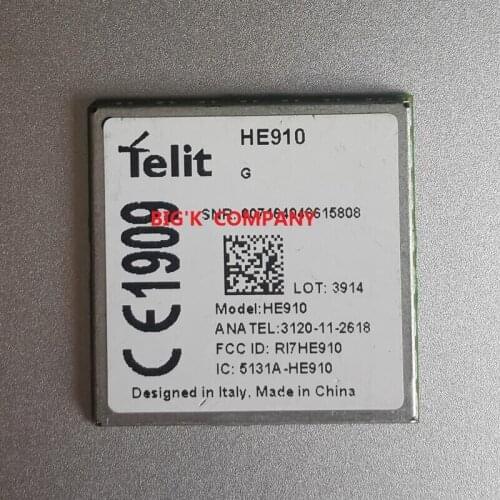 Telit
HE910
G
SNR 007164046615808
BIG'K COMPANY
CE1909
LOT: 3914
Model:HE910
ANATEL:3120-11-2618
FCC ID: RI7HE910
IC: 5131A-HE910
Designed in Italy, Made in China